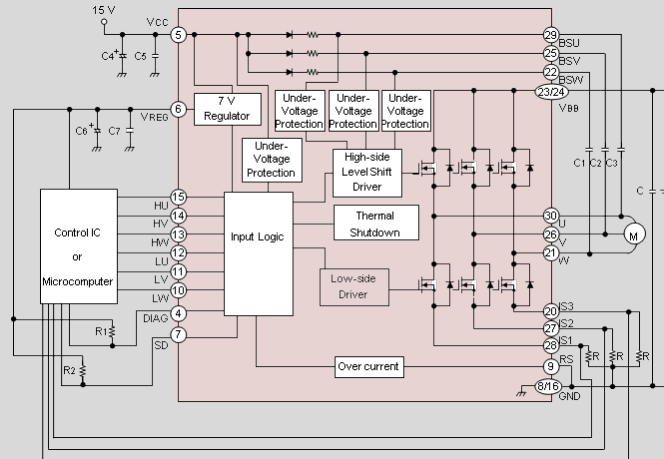 15 V
VCC
5
C4
+
C5
29
BSU
25
BSV
22
BSW
23/24
VBB
6
VREG
C6
+
C7
7 V
Regulator
Under-
Voltage
Protection
Under-
Voltage
Protection
Under-
Voltage
Protection
Under-
Voltage
Protection
High-side
Level Shift
Driver
C1
C2
C3
C
Control IC
or
Microcomputer
15
HU
14
HV
13
HW
12
LU
11
LV
10
LW
4
DIAG
7
SD
R1
R2
Input Logic
Thermal
Shutdown
Low-side
Driver
Over current
30
U
26
V
21
W
M
20
IS3
27
IS2
28
IS1
R
R
R
9
RS
8/16
GND